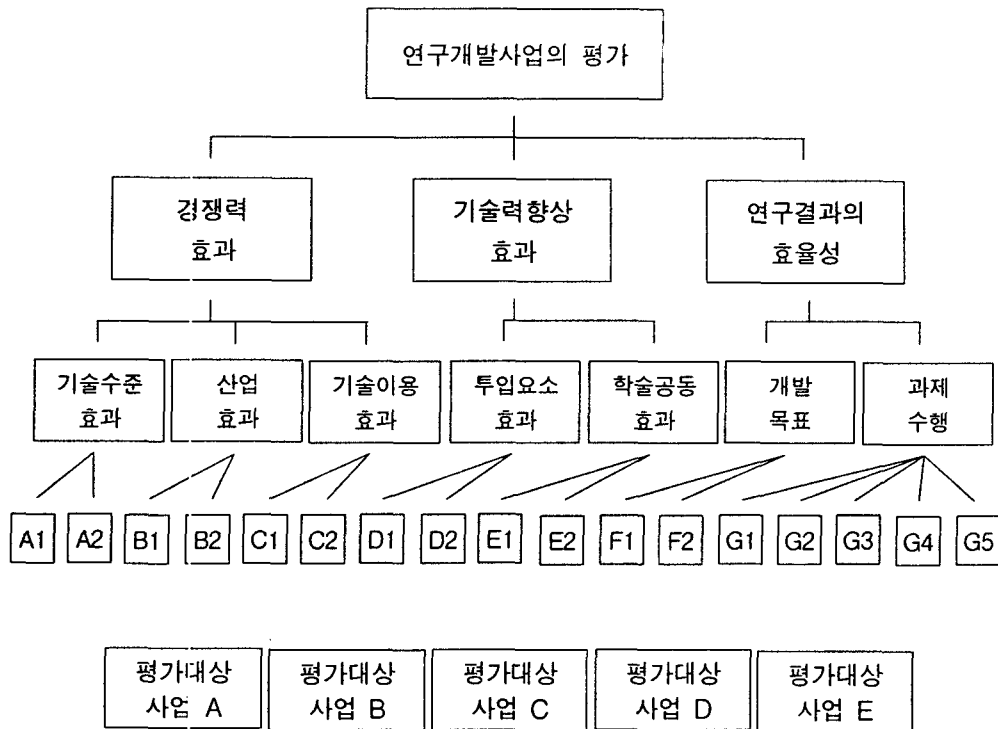 연구개발사업의 평가
경쟁력
효과
기술력향상
효과
연구결과의
효율성
기술수준
효과
산업
효과
기술이용
효과
투입요소
효과
학술공동
효과
개발
목표
과제
수행
A1 A2 B1 B2 C1 C2 D1 D2 E1 E2 F1 F2 G1 G2 G3 G4 G5
평가대상
사업 A
평가대상
사업 B
평가대상
사업 C
평가대상
사업 D
평가대상
사업 E